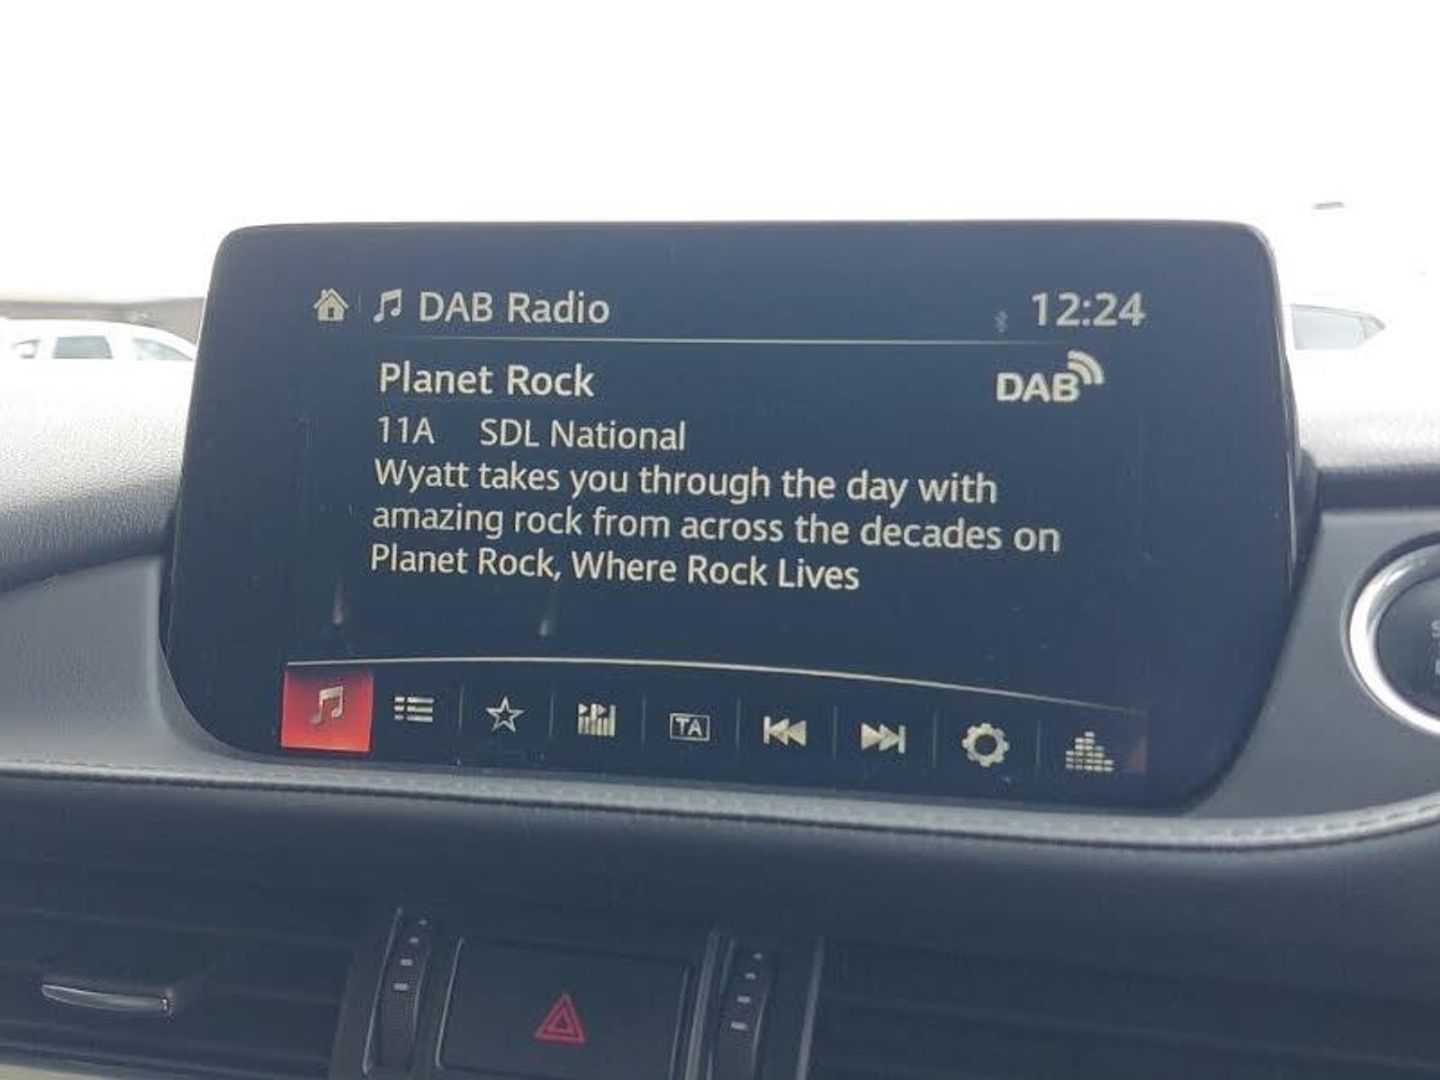 DAB Radio 12:24
Planet Rock DAB
11A SDL National
Wyatt takes you through the day with
amazing rock from across the decades on
Planet Rock, Where Rock Lives
TA